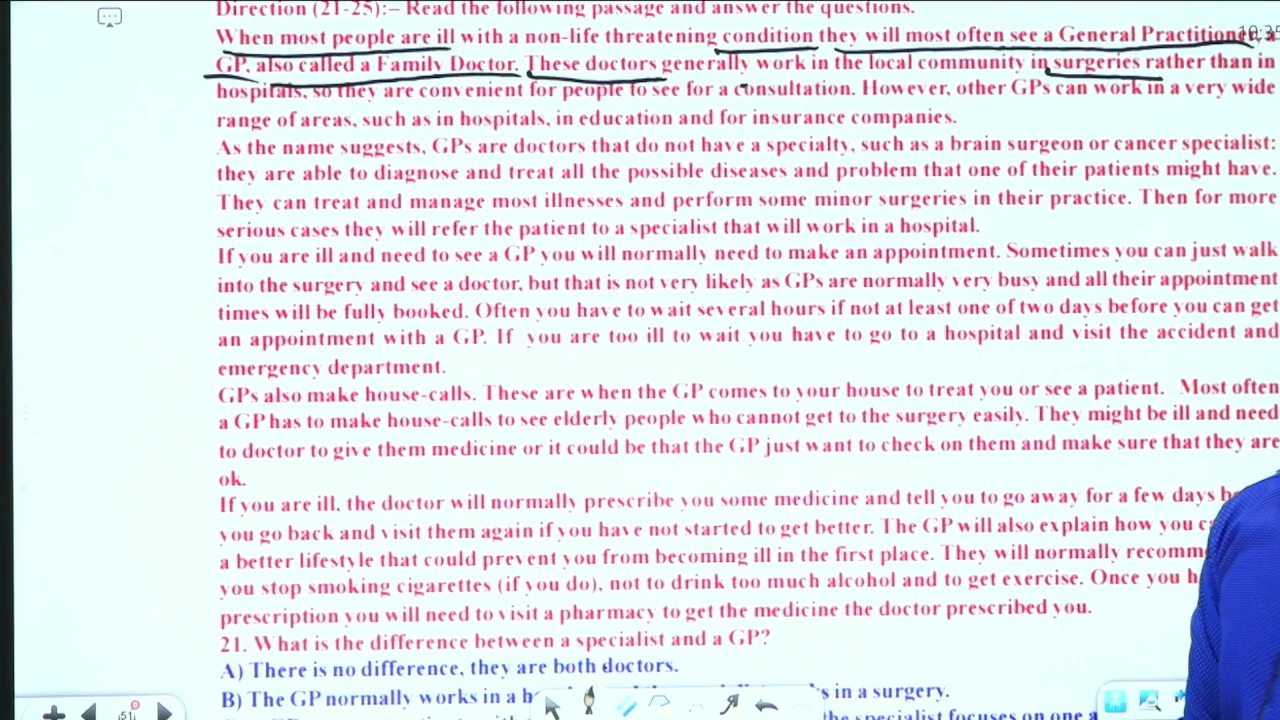 Direction (21-25):– Read the following passage and answer the questions.
When most people are ill with a non-life threatening condition they will most often see a General Practitioner, a
GP, also called a Family Doctor. These doctors generally work in the local community in surgeries rather than in
hospitals, so they are convenient for people to see for a consultation. However, other GPs can work in a very wide
range of areas, such as in hospitals, in education and for insurance companies.
As the name suggests, GPs are doctors that do not have a specialty, such as a brain surgeon or cancer specialist:
they are able to diagnose and treat all the possible diseases and problem that one of their patients might have.
They can treat and manage most illnesses and perform some minor surgeries in their practice. Then for more
serious cases they will refer the patient to a specialist that will work in a hospital.
If you are ill and need to see a GP you will normally need to make an appointment. Sometimes you can just walk
into the surgery and see a doctor, but that is not very likely as GPs are normally very busy and all their appointment
times will be fully booked. Often you have to wait several hours if not at least one of two days before you can get
an appointment with a GP. If you are too ill to wait you have to go to a hospital and visit the accident and
emergency department.
GPs also make house-calls. These are when the GP comes to your house to treat you or see a patient. Most often
a GP has to make house-calls to see elderly people who cannot get to the surgery easily. They might be ill and need
to doctor to give them medicine or it could be that the GP just want to check on them and make sure that they are
ok.
If you are ill, the doctor will normally prescribe you some medicine and tell you to go away for a few days
you go back and visit them again if you have not started to get better. The GP will also explain how you
a better lifestyle that could prevent you from becoming ill in the first place. They will normally recomm
you stop smoking cigarettes (if you do), not to drink too much alcohol and to get exercise. Once you
prescription you will need to visit a pharmacy to get the medicine the doctor prescribed you.
21. What is the difference between a specialist and a GP?
A) There is no difference, they are both doctors.
B) The GP normally works in a in a surgery.
the specialist focuses on one a
51